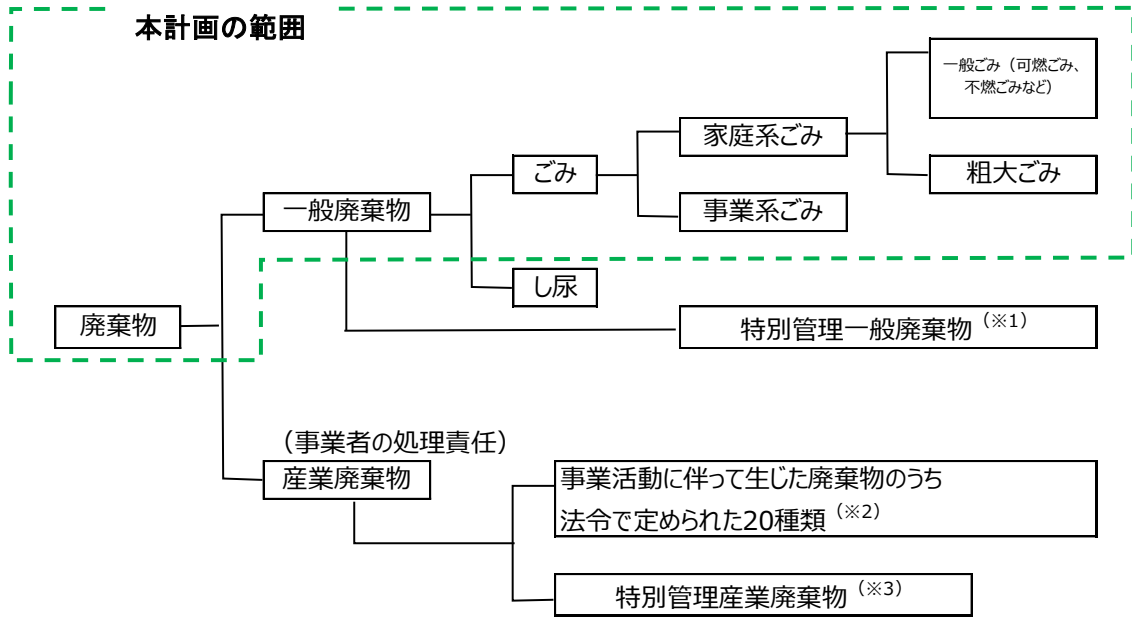 本計画の範囲
一般ごみ（可燃ごみ、
不燃ごみなど）
家庭系ごみ
ごみ
粗大ごみ
一般廃棄物
事業系ごみ
し尿
廃棄物
特別管理一般廃棄物（※1）
（事業者の処理責任）
産業廃棄物
事業活動に伴って生じた廃棄物のうち
法令で定められた20種類（※2）
特別管理産業廃棄物（※3）